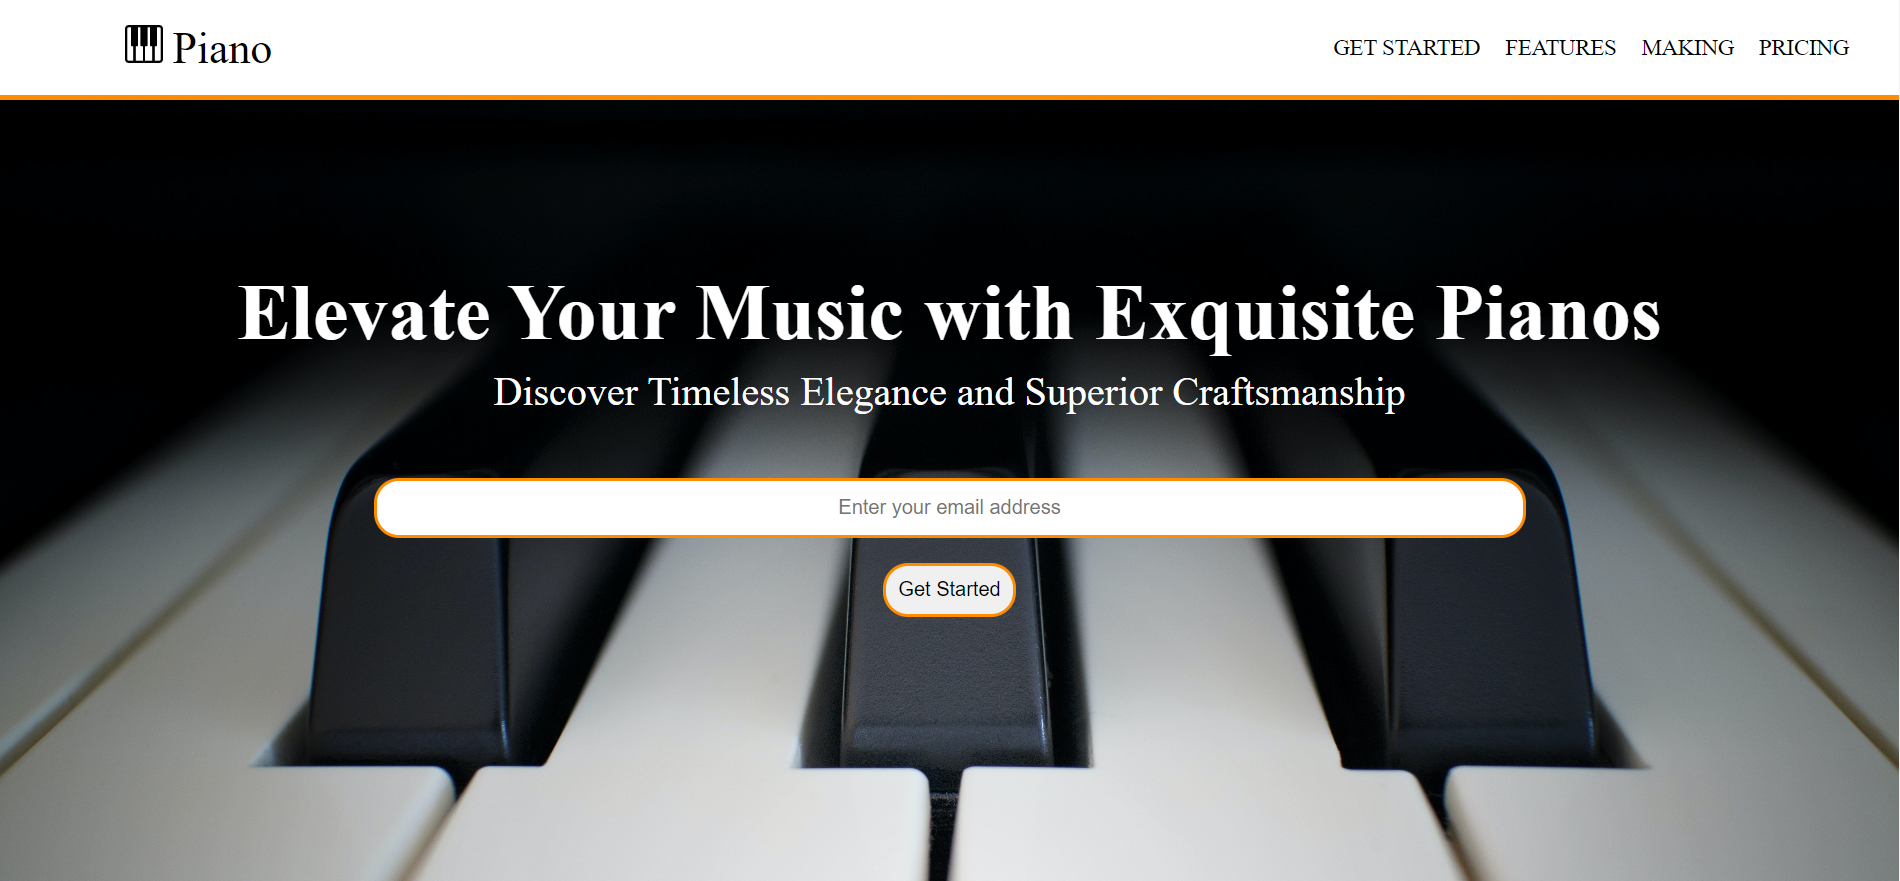 Piano
GET STARTED FEATURES MAKING PRICING
Elevate Your Music with Exquisite Pianos
Discover Timeless Elegance and Superior Craftsmanship
Enter your email address
Get Started